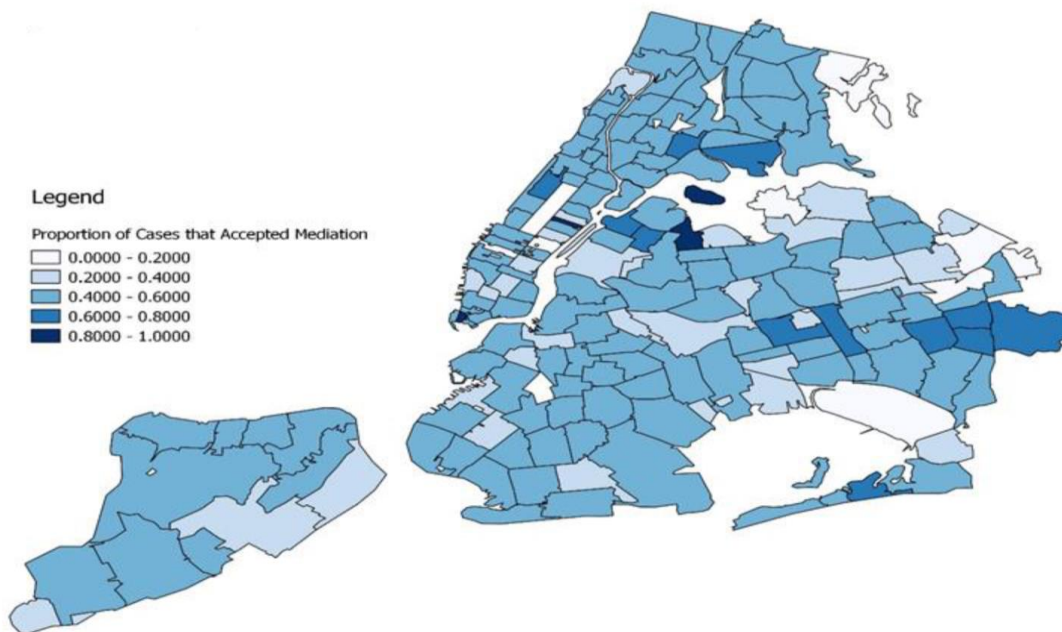 Legend
Proportion of Cases that Accepted Mediation
0.0000 - 0.2000
0.2000 - 0.4000
0.4000 - 0.6000
0.6000 - 0.8000
0.8000 - 1.0000